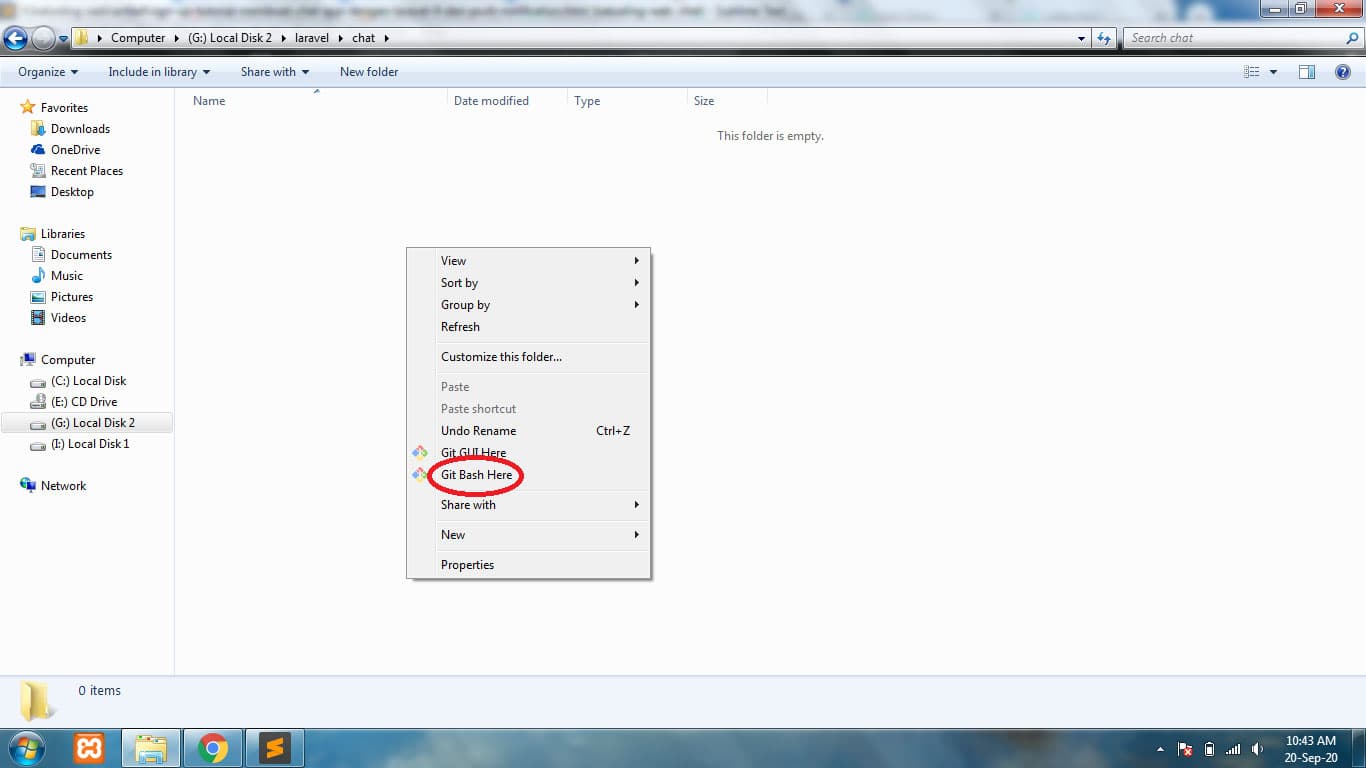 Computer (G:) Local Disk 2 laravel chat
Search chat
Organize Include in library Share with New folder
Name Date modified Type Size
This folder is empty.
Favorites
Downloads
OneDrive
Recent Places
Desktop
Libraries
Documents
Music
Pictures
Videos
Computer
(C:) Local Disk
(E:) CD Drive
(G:) Local Disk 2
(I:) Local Disk 1
Network
View
Sort by
Group by
Refresh
Customize this folder...
Paste
Paste shortcut
Undo Rename Ctrl+Z
Git GUI Here
Git Bash Here
Share with
New
Properties
0 items
10:43 AM
20-Sep-20